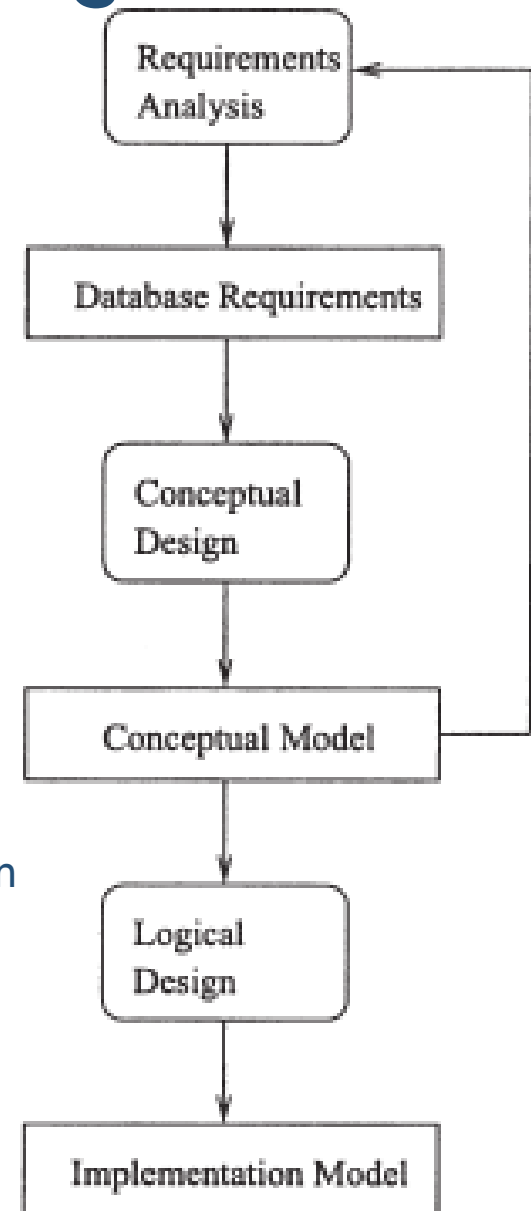 g
Requirements
Analysis
Database Requirements
Conceptual
Design
Conceptual Model
n
Logical
Design
Implementation Model